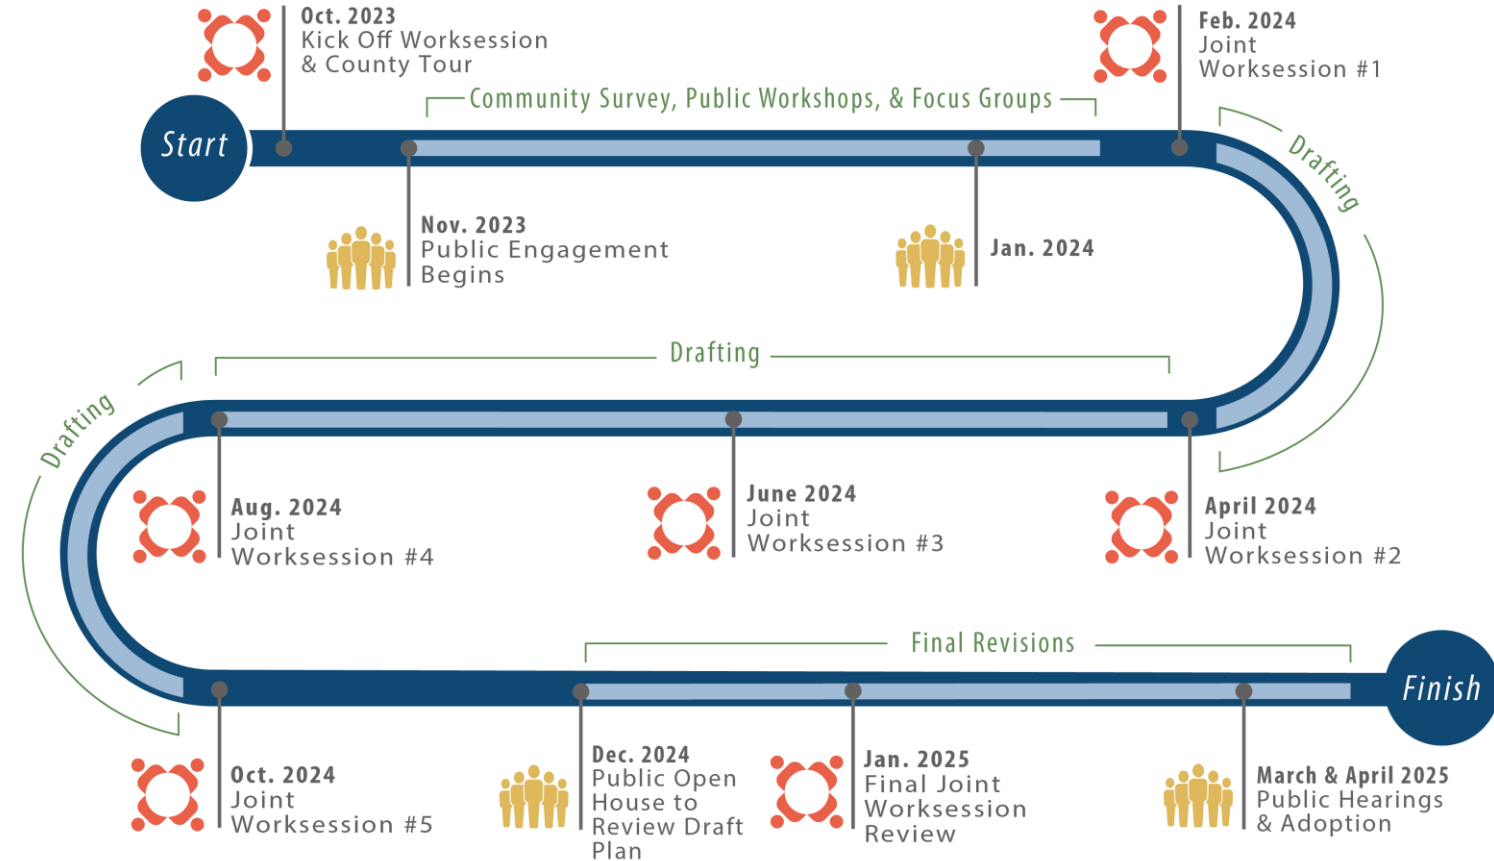 Start
Oct. 2023
Kick Off Worksession
& County Tour
Community Survey, Public Workshops, & Focus Groups
Nov. 2023
Public Engagement
Begins
Jan. 2024
Feb. 2024
Joint
Worksession #1
Drafting
April 2024
Joint
Worksession #2
Drafting
June 2024
Joint
Worksession #3
Aug. 2024
Joint
Worksession #4
Drafting
Oct. 2024
Joint
Worksession #5
Final Revisions
Dec. 2024
Public Open
House to
Review Draft
Plan
Jan. 2025
Final Joint
Worksession
Review
March & April 2025
Public Hearings
& Adoption
Finish